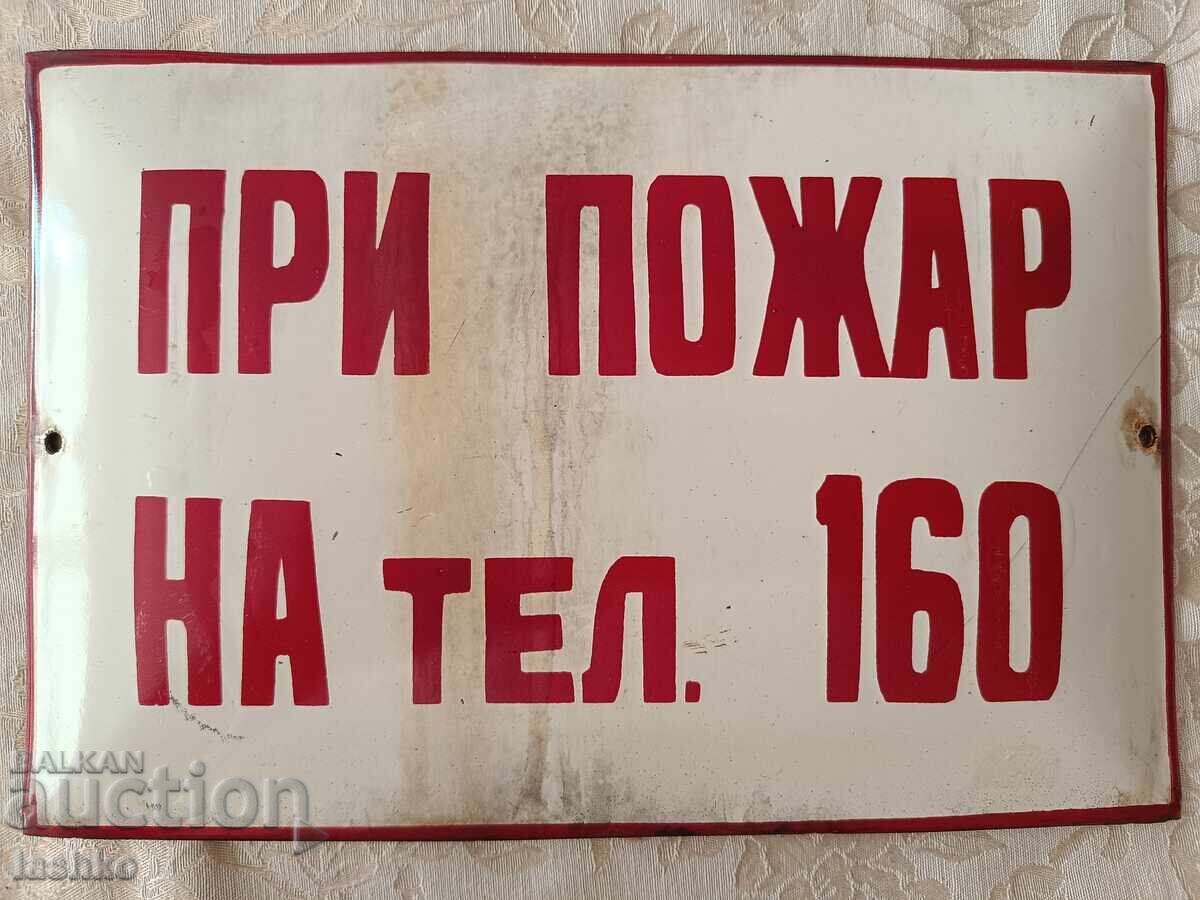 ПРИ ПОЖАР
НА ТЕЛ. 160
BALKAN
auction
lashko